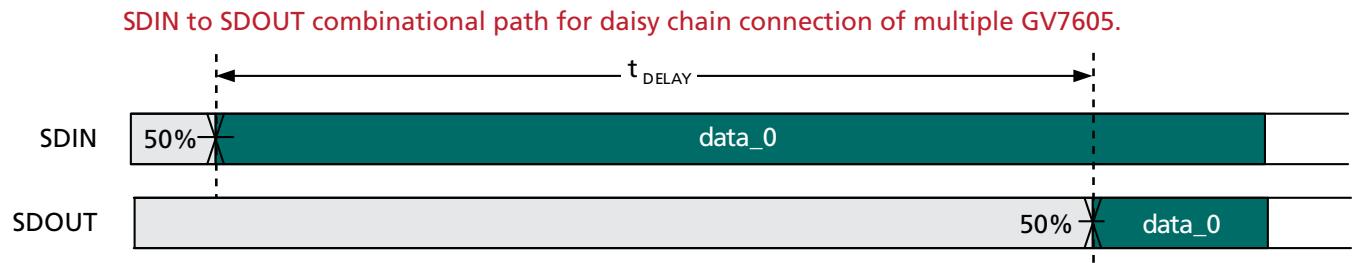 SDIN to SDOUT combinational path for daisy chain connection of multiple GV7605.
t DELAY
SDIN 50% data_0
SDOUT 50% data_0